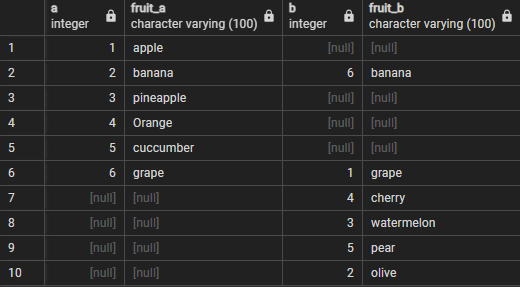 a fruit_a b fruit_b
integer character varying (100) integer character varying (100)
1 1 apple [null] [null]
2 2 banana 6 banana
3 3 pineapple [null] [null]
4 4 Orange [null] [null]
5 5 cuccumber [null] [null]
6 6 grape 1 grape
7 [null] [null] 4 cherry
8 [null] [null] 3 watermelon
9 [null] [null] 5 pear
10 [null] [null] 2 olive